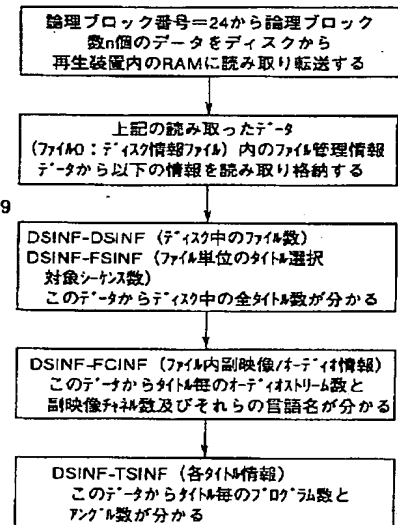 論理ブロック番号＝24から論理ブロック
数n個のデータをディスクから
再生装置内のRAMに読み取り転送する
上記の読み取ったデータ
(ファイル0：ディスク情報ファイル) 内のファイル管理情報
データから以下の情報を読み取り格納する
9
DSINF-DSINF (ディスク中のファイル数)
DSINF-FSINF (ファイル単位のタイトル選択
対象シーケンス数)
このデータからディスク中の全タイトル数が分かる
DSINF-FCINF (ファイル内副映像/オーディオ情報)
このデータからタイトル毎のオーディオストリーム数と
副映像チャネル数及びそれらの言語名が分かる
DSINF-TSINF (各タイトル情報)
このデータからタイトル毎のプログラム数と
アングル数が分かる